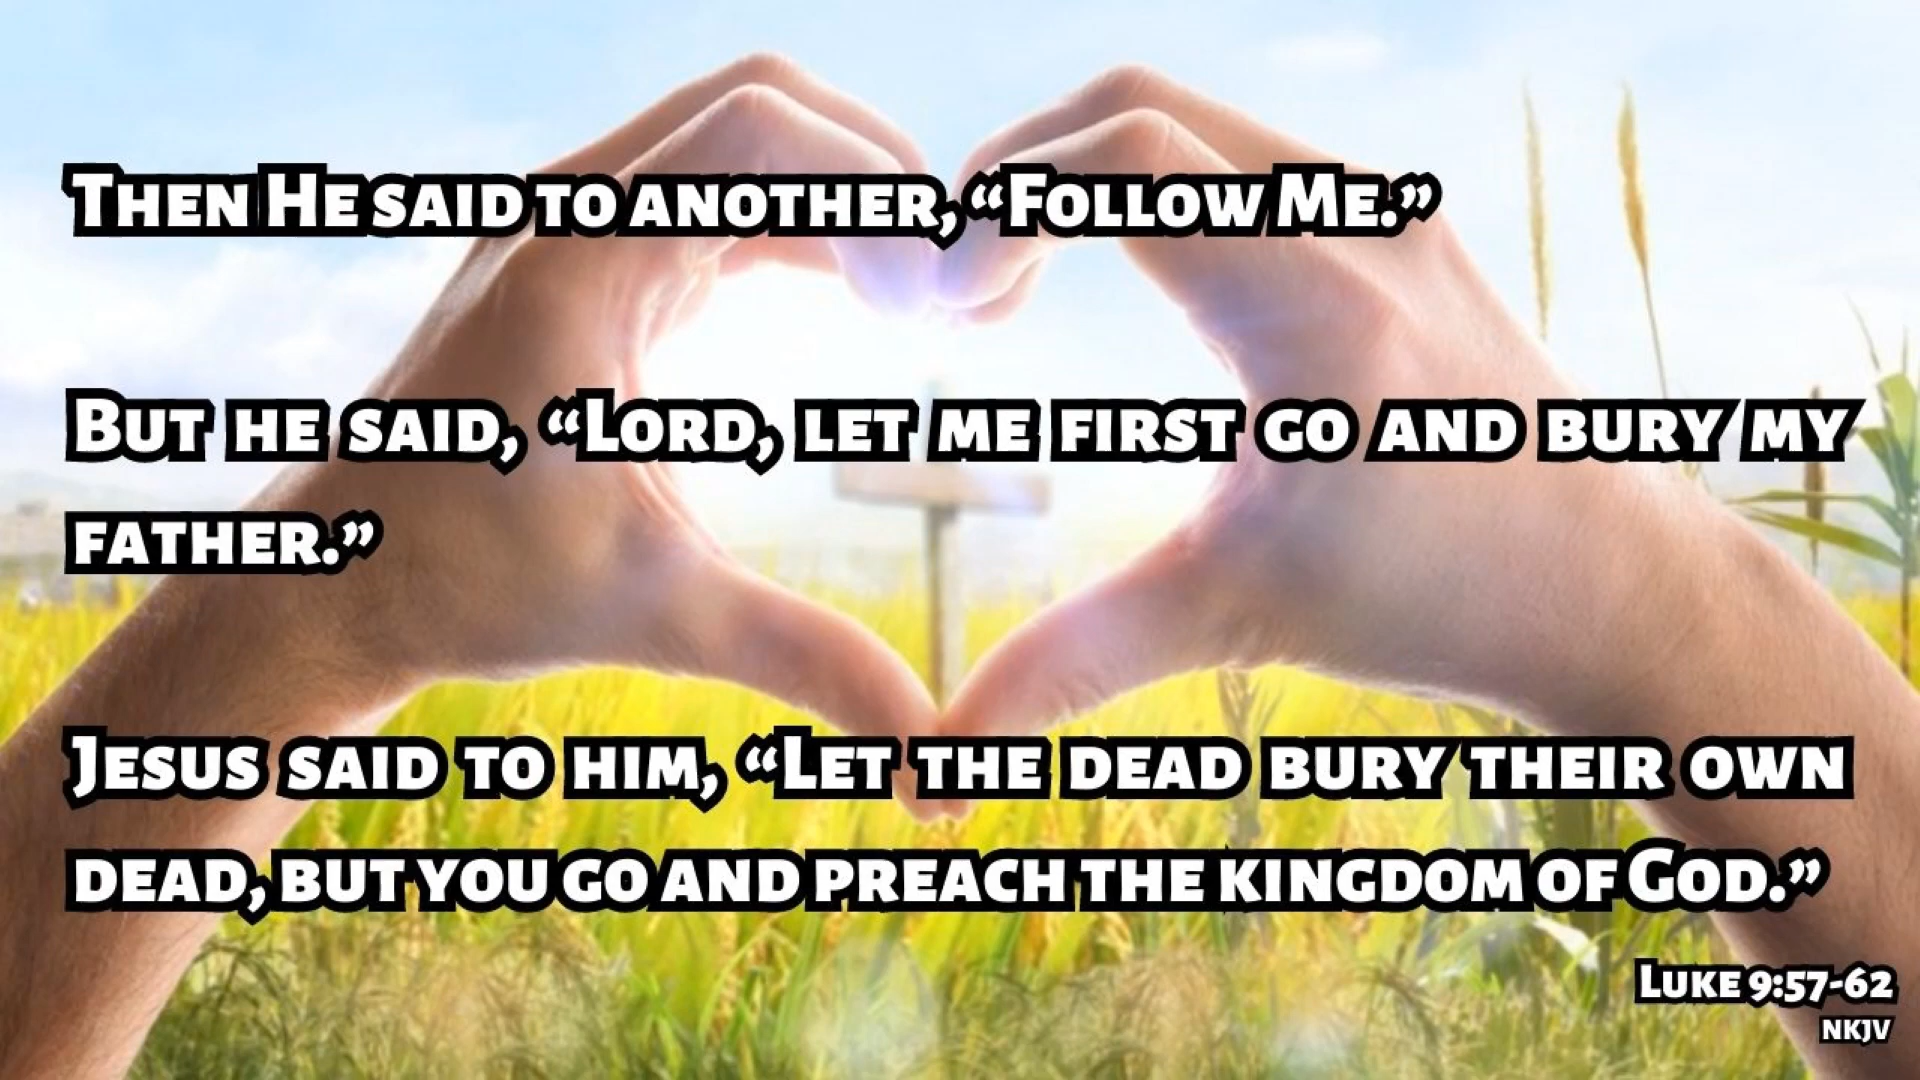 Then He said to another, “Follow Me.”
But he said, “Lord, let me first go and bury my
father.”
Jesus said to him, “Let the dead bury their own
dead, but you go and preach the kingdom of God.”
Luke 9:57-62
NKJV